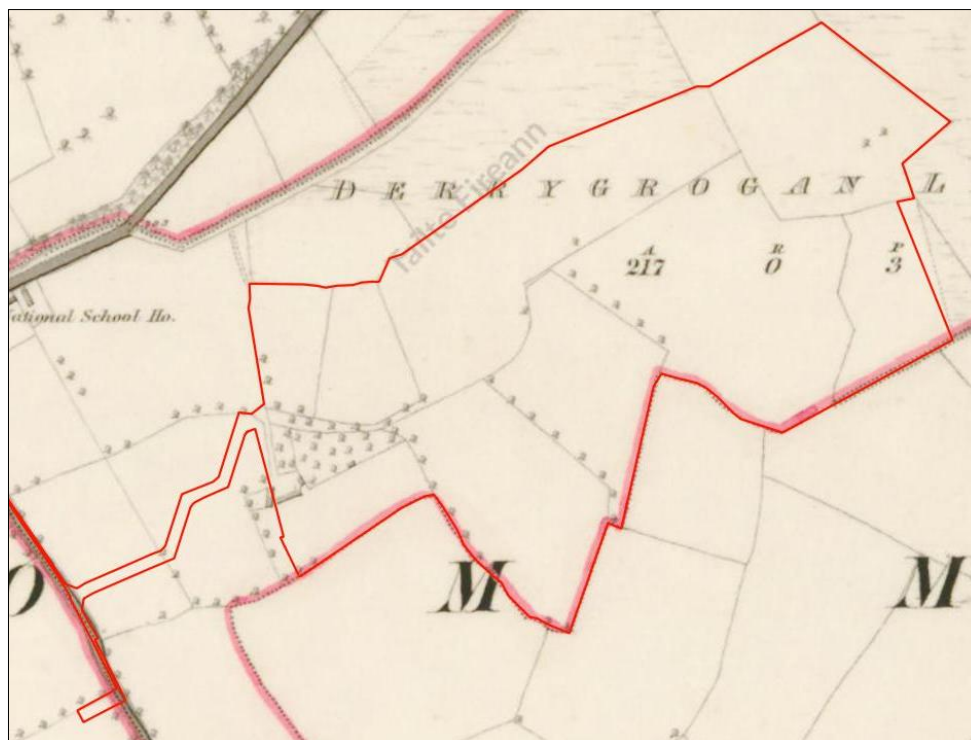 DERRYGROGAN L
Tailte Éireann
A R P
217 0 3
ational School Ho.
O M M